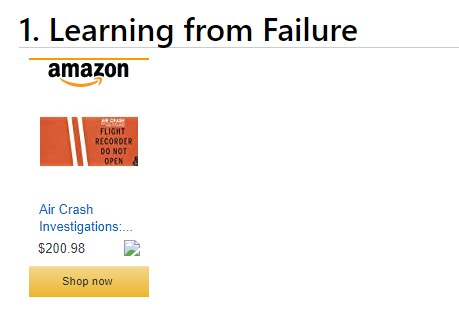 1. Learning from Failure
amazon
AIR CRASH
FLIGHT
RECORDER
DO NOT
OPEN
Air Crash
Investigations:...
$200.98
Shop now